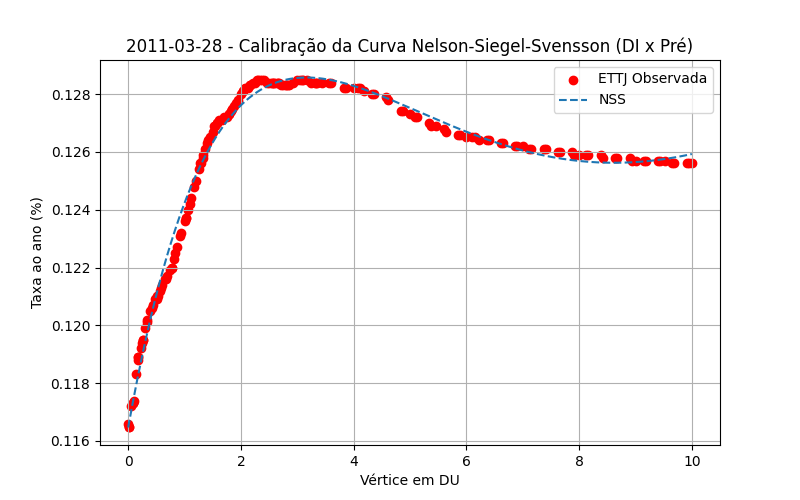 2011-03-28 - Calibração da Curva Nelson-Siegel-Svensson (DI x Pré)
ETTJ Observada
NSS
Taxa ao ano (%)
0.128
0.126
0.124
0.122
0.120
0.118
0.116
0 2 4 6 8 10
Vértice em DU